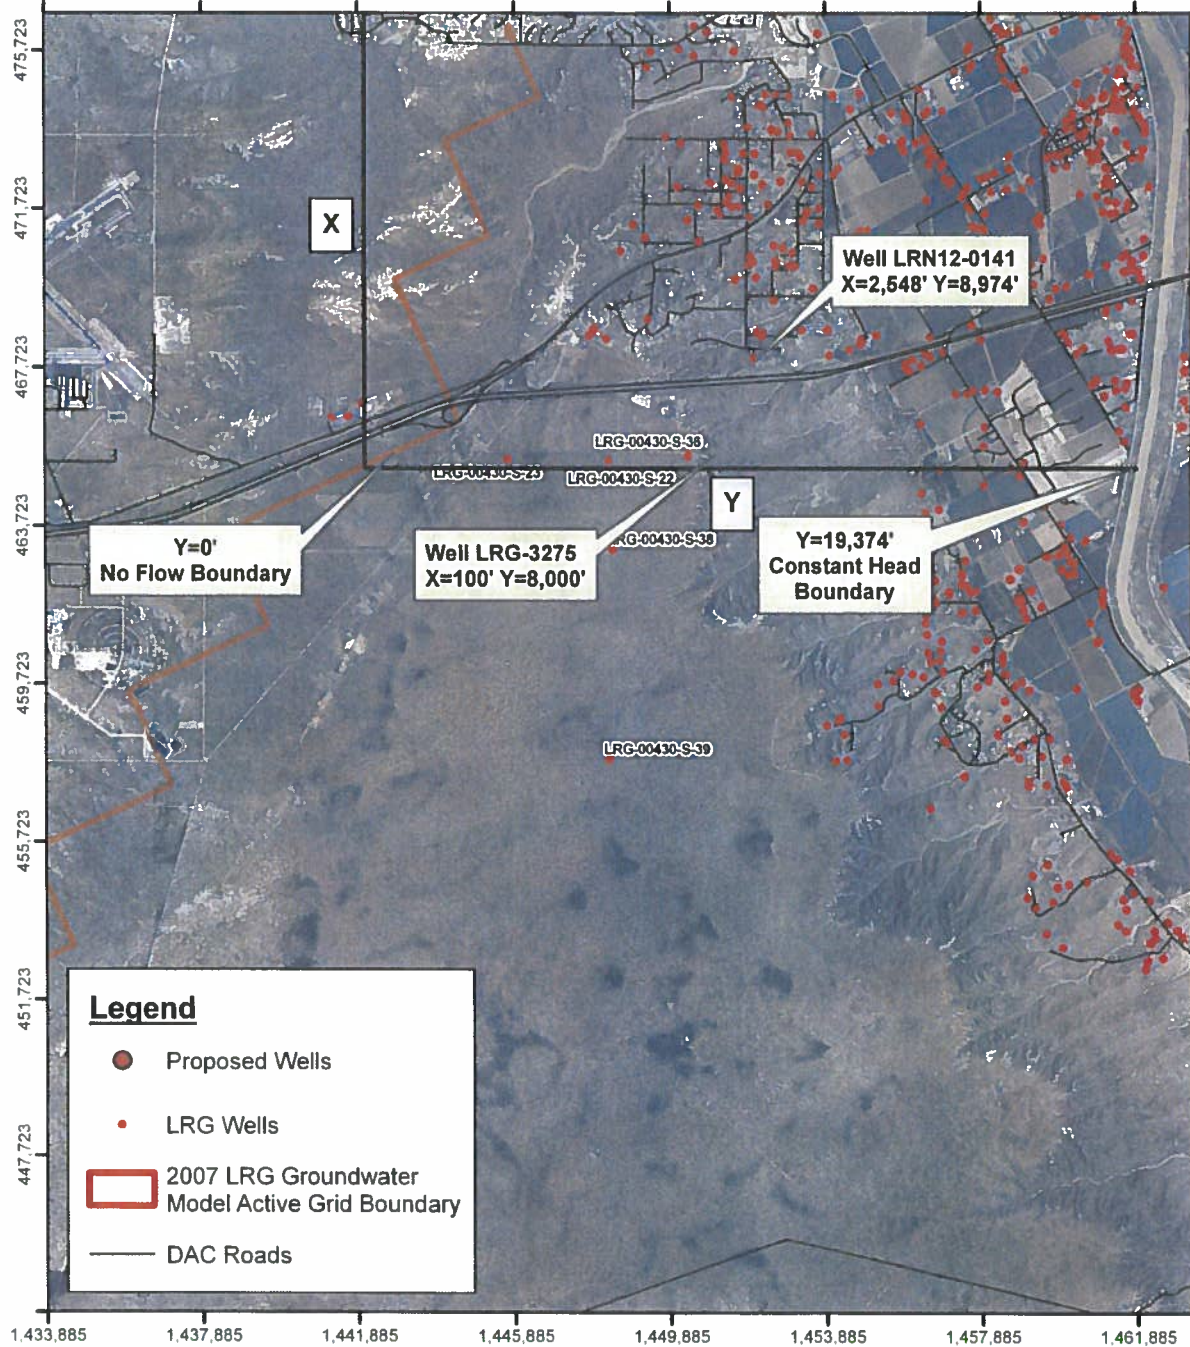 475,723
471,723
467,723
463,723
459,723
455,723
451,723
447,723
X
Well LRN12-0141
X=2,548' Y=8,974'
LRG-00430-S-36
LRG-00430-S-23
LRG-00430-S-22
Y
Y=0'
No Flow Boundary
Well LRG-3275
X=100' Y=8,000'
RG-00430-S-38
Y=19,374'
Constant Head
Boundary
LRG-00430-S-39
Legend
Proposed Wells
LRG Wells
2007 LRG Groundwater
Model Active Grid Boundary
DAC Roads
1,433,885
1,437,885
1,441,885
1,445,885
1,449,885
1,453,885
1,457,885
1,461,885